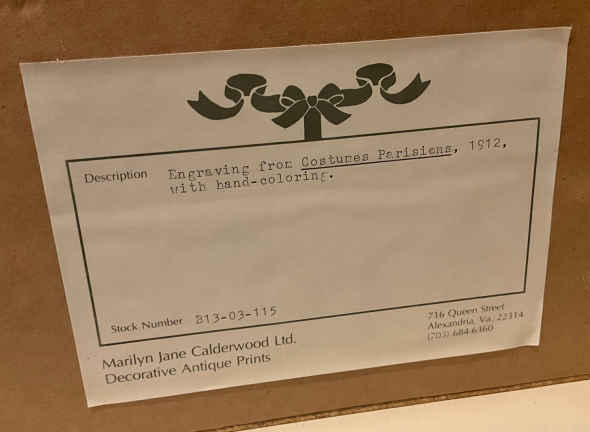 Description Engraving from Costumes Parisiens, 1912,
with hand-coloring.
Stock Number B13-03-115
Marilyn Jane Calderwood Ltd.
Decorative Antique Prints
716 Queen Street
Alexandria, Va. 22314
(703) 684-6360